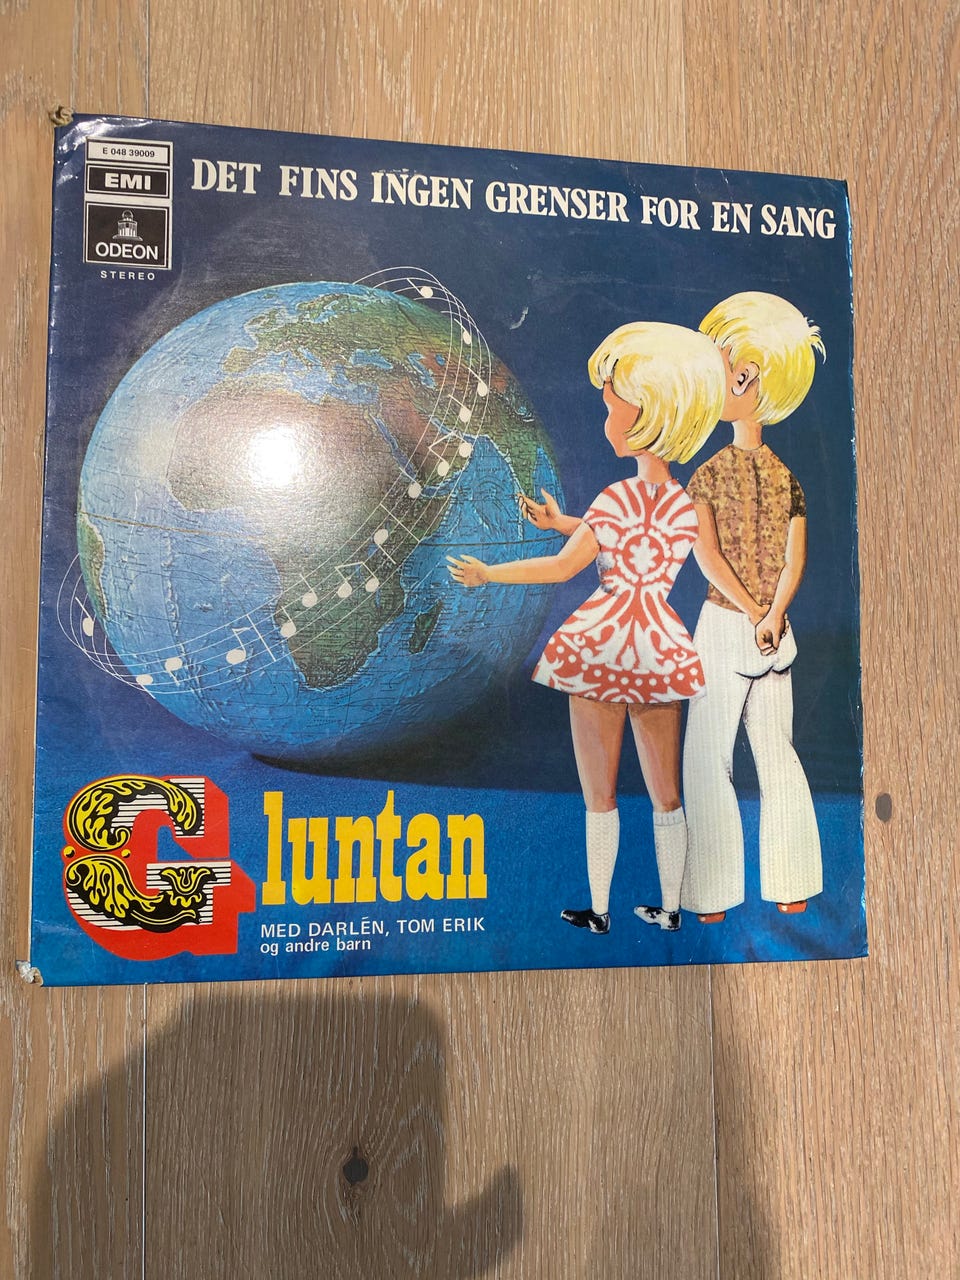 E 048 39009
EMI
ODEON
STEREO
DET FINS INGEN GRENSER FOR EN SANG
Gluntan
MED DARLÉN, TOM ERIK
og andre barn